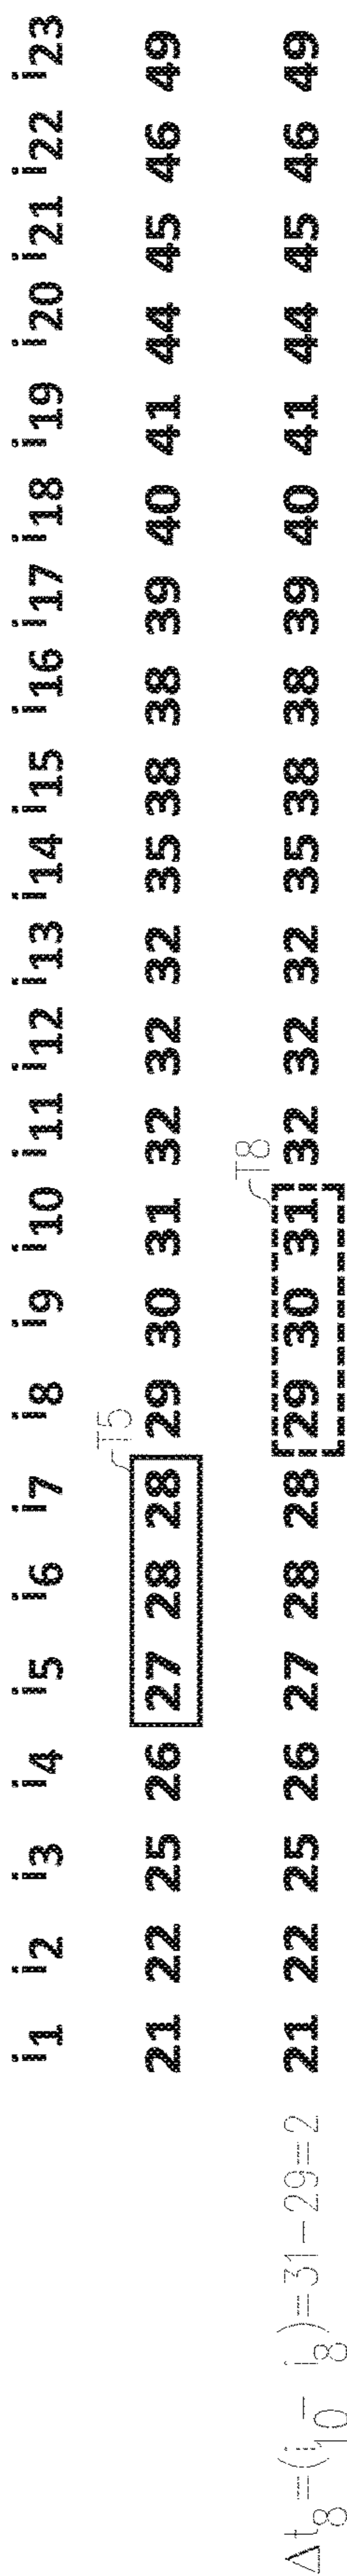 i1 i2 i3 i4 i5 i6 i7 i8 i9 i10 i11 i12 i13 i14 i15 i16 i17 i18 i19 i20 i21 i22 i23
T5
21 22 25 26 27 28 28 29 30 31 32 32 32 35 38 38 39 40 41 44 45 46 49
T8
Δt8=(i10−i8)=31−29=2 21 22 25 26 27 28 28 29 30 31 32 32 32 35 38 38 39 40 41 44 45 46 49